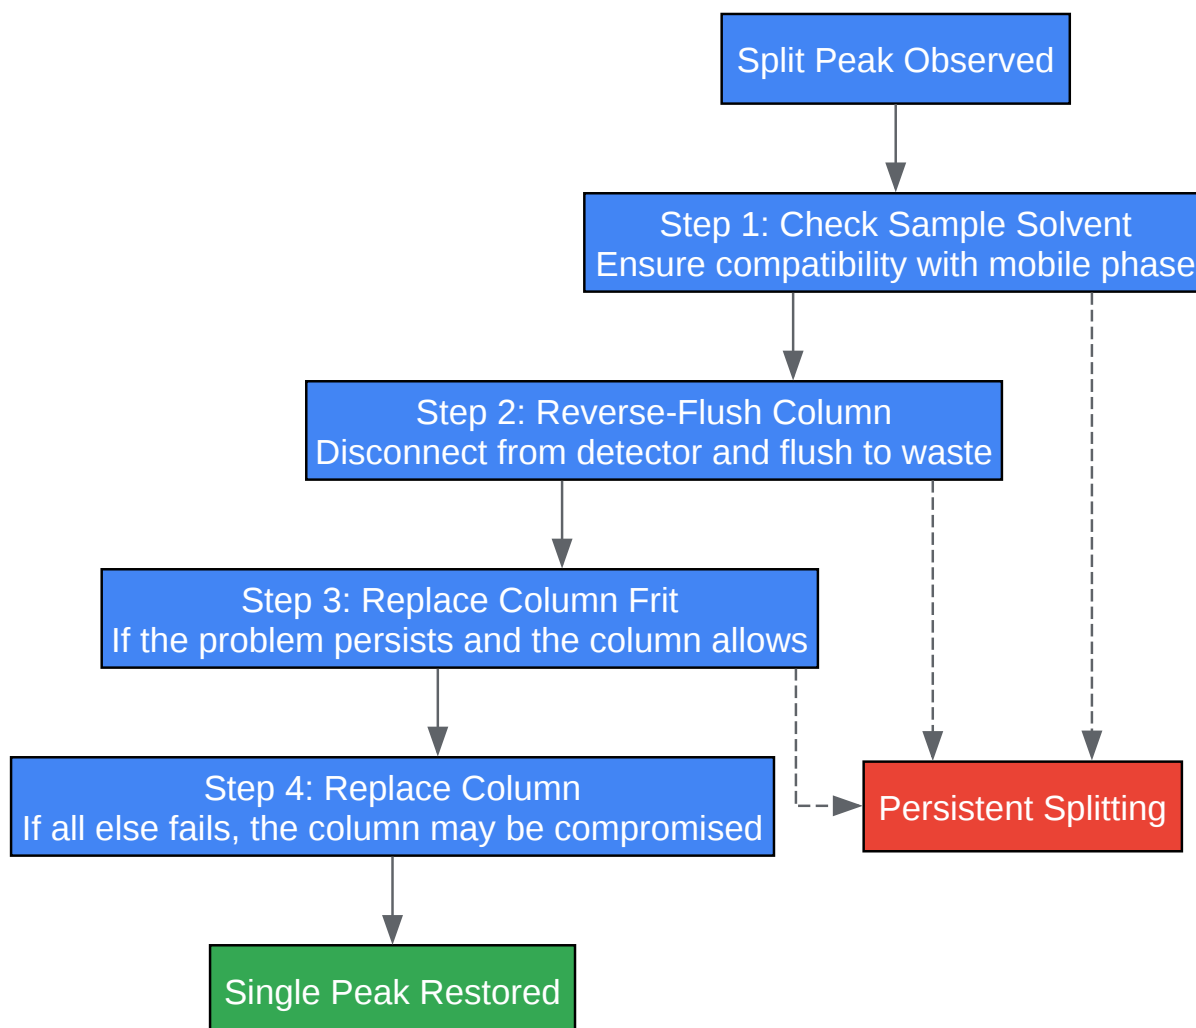 Split Peak Observed
Step 1: Check Sample Solvent
Ensure compatibility with mobile phase
Step 2: Reverse-Flush Column
Disconnect from detector and flush to waste
Step 3: Replace Column Frit
If the problem persists and the column allows
Step 4: Replace Column
If all else fails, the column may be compromised
Persistent Splitting
Single Peak Restored